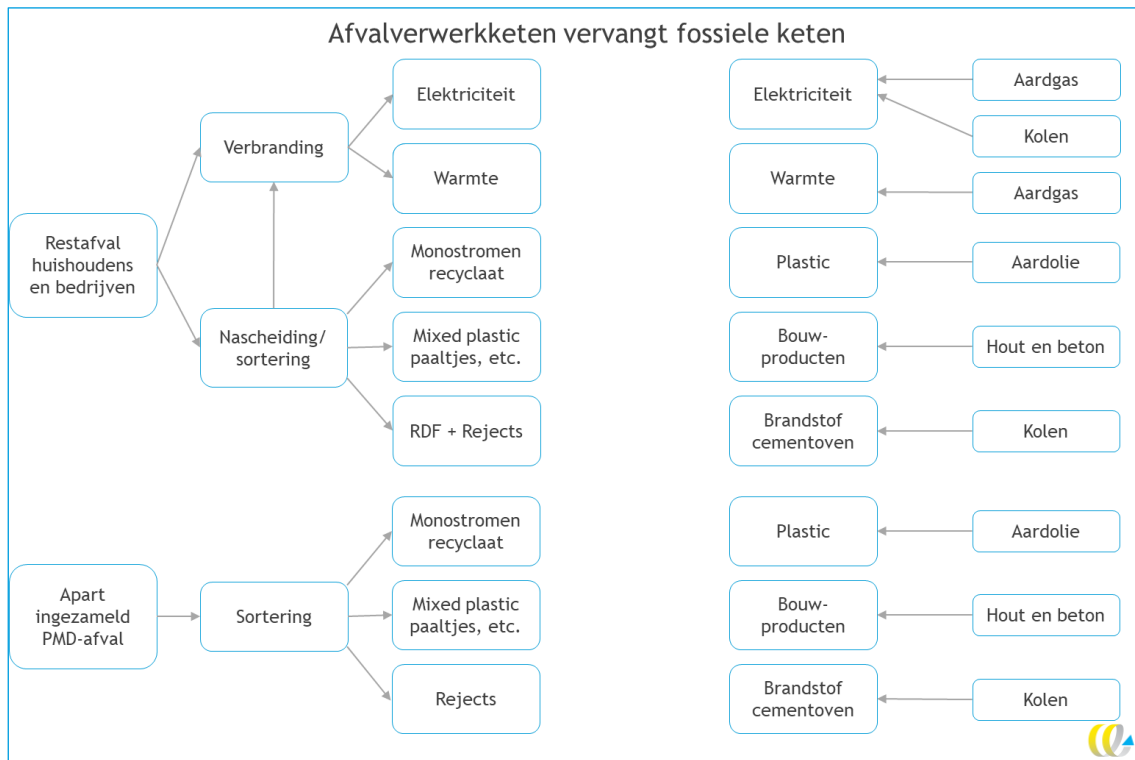 Afvalverwerkketen vervangt fossiele keten
Elektriciteit
Elektriciteit
Aardgas
Verbranding
Kolen
Warmte
Warmte
Aardgas
Restafval
huishoudens
en bedrijven
Monostromen
recyclaat
Plastic
Aardolie
Nascheiding/
sortering
Mixed plastic
paaltjes, etc.
Bouw-
producten
Hout en beton
RDF + Rejects
Brandstof
cementoven
Kolen
Monostromen
recyclaat
Plastic
Aardolie
Apart
ingezameld
PMD-afval
Sortering
Mixed plastic
paaltjes, etc.
Bouw-
producten
Hout en beton
Rejects
Brandstof
cementoven
Kolen